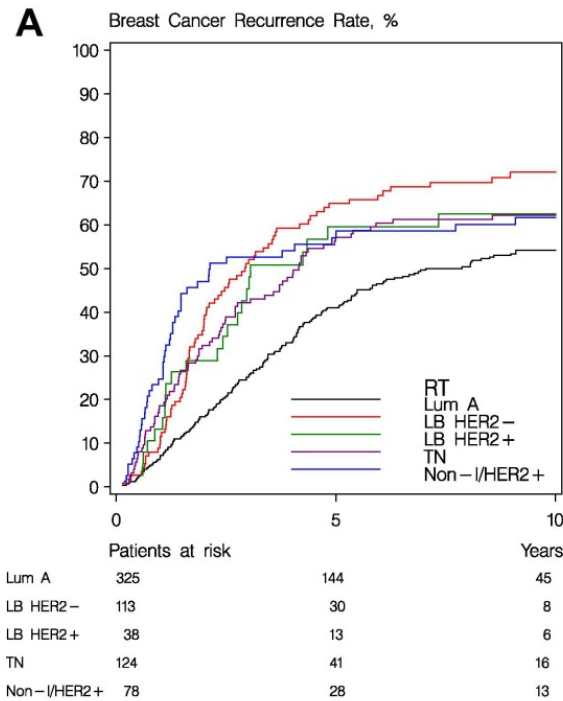 A
Breast Cancer Recurrence Rate, %
100
90
80
70
60
50
40
30
20
10
0
RT
Lum A
LB HER2−
LB HER2+
TN
Non−l/HER2+
0 5 10
Patients at risk Years
Lum A 325 144 45
LB HER2− 113 30 8
LB HER2+ 38 13 6
TN 124 41 16
Non−l/HER2+ 78 28 13